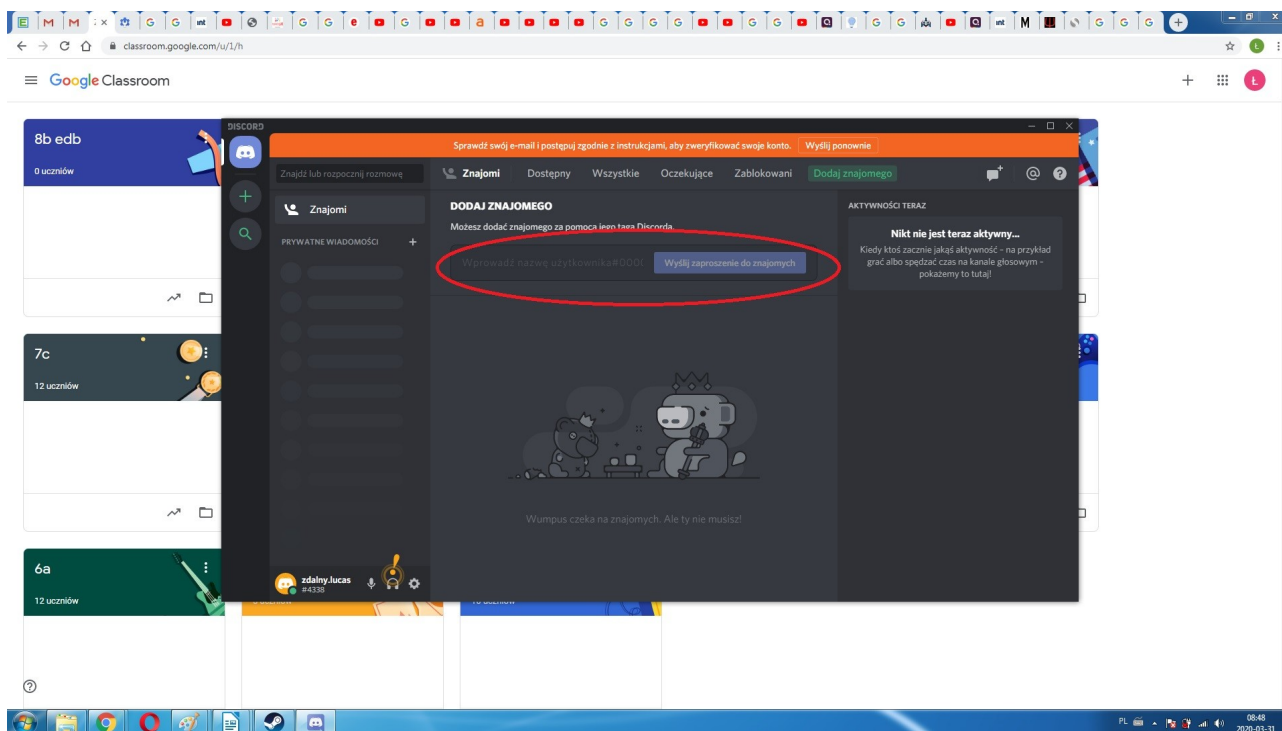 classroom.google.com/u/1/h
Google Classroom
Ł
8b edb
0 uczniów
7c
12 uczniów
6a
12 uczniów
DISCORD
Sprawdź swój e-mail i postępuj zgodnie z instrukcjami, aby zweryfikować swoje konto. Wyślij ponownie
Znajdź lub rozpocznij rozmowę
Znajomi Dostępny Wszystkie Oczekujące Zablokowani Dodaj znajomego
Znajomi
PRYWATNE WIADOMOŚCI +
DODAJ ZNAJOMEGO
Możesz dodać znajomego za pomocą jego taga Discorda.
Wprowadź nazwę użytkownika#000
Wyślij zaproszenie do znajomych
Wumpus czeka na znajomych. Ale ty nie musisz!
AKTYWNOŚCI TERAZ
Nikt nie jest teraz aktywny...
Kiedy ktoś zacznie jakąś aktywność – na przykład
grać albo spędzać czas na kanale głosowym –
pokażemy to tutaj!
zdalny.lucas
#4338
PL
08:48
2020-03-31